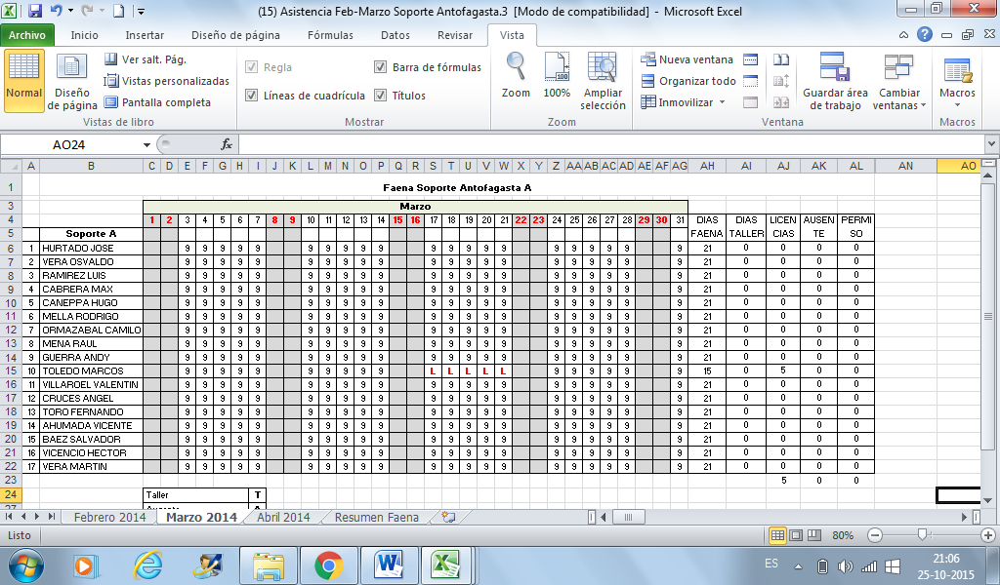 (15) Asistencia Feb-Marzo Soporte Antofagasta.3 [Modo de compatibilidad] - Microsoft Excel
Archivo Inicio Insertar Diseño de página Fórmulas Datos Revisar Vista
Normal
Diseño de página
Ver salt. Pág.
Vistas personalizadas
Pantalla completa
Vistas de libro
Regla
Barra de fórmulas
Líneas de cuadrícula
Títulos
Mostrar
Zoom
100%
Ampliar selección
Zoom
Nueva ventana
Organizar todo
Inmovilizar
Guardar área de trabajo
Cambiar ventanas
Ventana
Macros
Macros
AO24 fx
A B C D E F G H I J K L M N O P Q R S T U V W X Y Z AA AB AC AD AE AF AG AH AI AJ AK AL AN AO
1 Faena Soporte Antofagasta A
3 Marzo
4 1 2 3 4 5 6 7 8 9 10 11 12 13 14 15 16 17 18 19 20 21 22 23 24 25 26 27 28 29 30 31 DIAS DIAS LICEN AUSEN PERMI
5 Soporte A FAENA TALLER CIAS TE SO
6 1 HURTADO JOSE 9 9 9 9 9 9 9 9 9 9 9 9 9 9 9 9 9 9 9 9 9 21 0 0 0 0
7 2 VERA OSVALDO 9 9 9 9 9 9 9 9 9 9 9 9 9 9 9 9 9 9 9 9 9 21 0 0 0 0
8 3 RAMIREZ LUIS 9 9 9 9 9 9 9 9 9 9 9 9 9 9 9 9 9 9 9 9 9 21 0 0 0 0
9 4 CABRERA MAX 9 9 9 9 9 9 9 9 9 9 9 9 9 9 9 9 9 9 9 9 9 21 0 0 0 0
10 5 CANEPPA HUGO 9 9 9 9 9 9 9 9 9 9 9 9 9 9 9 9 9 9 9 9 9 21 0 0 0 0
11 6 MELLA RODRIGO 9 9 9 9 9 9 9 9 9 9 9 9 9 9 9 9 9 9 9 9 9 21 0 0 0 0
12 7 ORMAZABAL CAMILO 9 9 9 9 9 9 9 9 9 9 9 9 9 9 9 9 9 9 9 9 9 21 0 0 0 0
13 8 MENA RAUL 9 9 9 9 9 9 9 9 9 9 9 9 9 9 9 9 9 9 9 9 9 21 0 0 0 0
14 9 GUERRA ANDY 9 9 9 9 9 9 9 9 9 9 9 9 9 9 9 9 9 9 9 9 9 21 0 0 0 0
15 10 TOLEDO MARCOS 9 9 9 9 9 9 9 9 9 9 L L L L L 9 9 9 9 9 9 15 0 5 0 0
16 11 VILLAROEL VALENTIN 9 9 9 9 9 9 9 9 9 9 9 9 9 9 9 9 9 9 9 9 9 21 0 0 0 0
17 12 CRUCES ANGEL 9 9 9 9 9 9 9 9 9 9 9 9 9 9 9 9 9 9 9 9 9 21 0 0 0 0
18 13 TORO FERNANDO 9 9 9 9 9 9 9 9 9 9 9 9 9 9 9 9 9 9 9 9 9 21 0 0 0 0
19 14 AHUMADA VICENTE 9 9 9 9 9 9 9 9 9 9 9 9 9 9 9 9 9 9 9 9 9 21 0 0 0 0
20 15 BAEZ SALVADOR 9 9 9 9 9 9 9 9 9 9 9 9 9 9 9 9 9 9 9 9 9 21 0 0 0 0
21 16 VICENCIO HECTOR 9 9 9 9 9 9 9 9 9 9 9 9 9 9 9 9 9 9 9 9 9 21 0 0 0 0
22 17 VERA MARTIN 9 9 9 9 9 9 9 9 9 9 9 9 9 9 9 9 9 9 9 9 9 21 0 0 0 0
23 5 0 0
24 Taller T
Febrero 2014 Marzo 2014 Abril 2014 Resumen Faena
Listo 80%
ES 21:06
25-10-2015